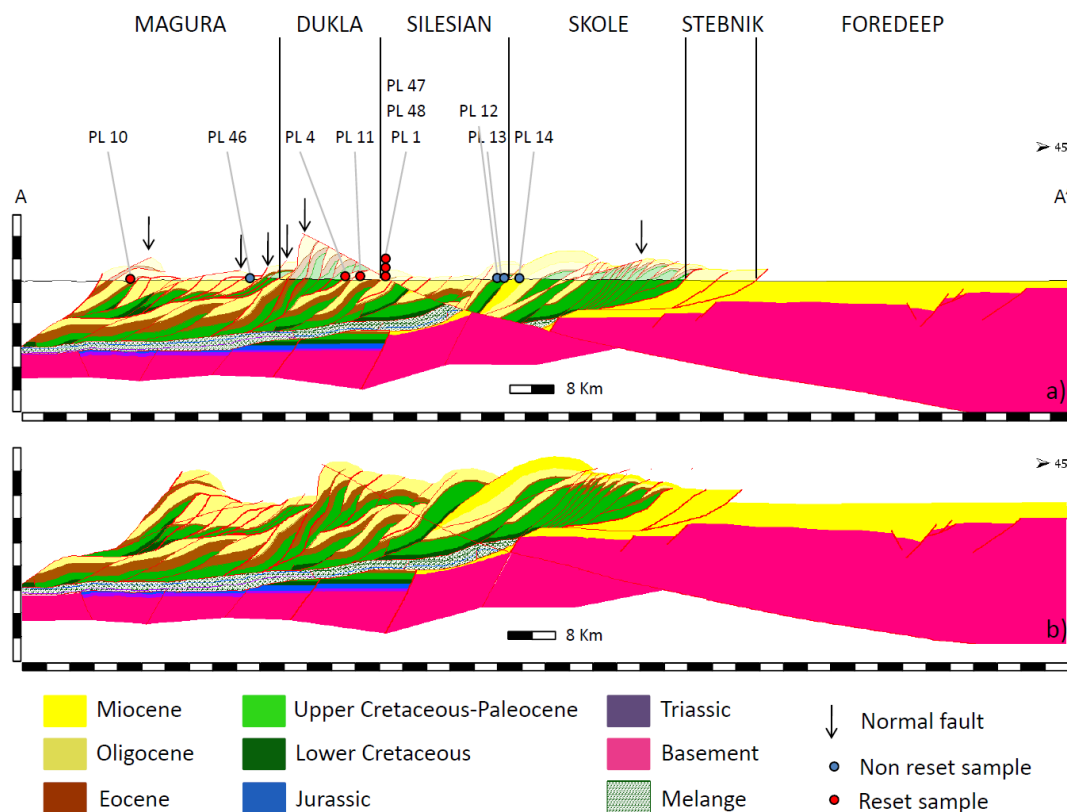 MAGURA DUKLA SILESIAN SKOLE STEBNIK FOREDEEP
PL 47
PL 48 PL 12
PL 10 PL 46 PL 4 PL 11 PL 1 PL 13 PL 14
45
A A'
8 Km
a)
45
8 Km
b)
Miocene Upper Cretaceous-Paleocene Triassic Normal fault
Oligocene Lower Cretaceous Basement Non reset sample
Eocene Jurassic Melange Reset sample